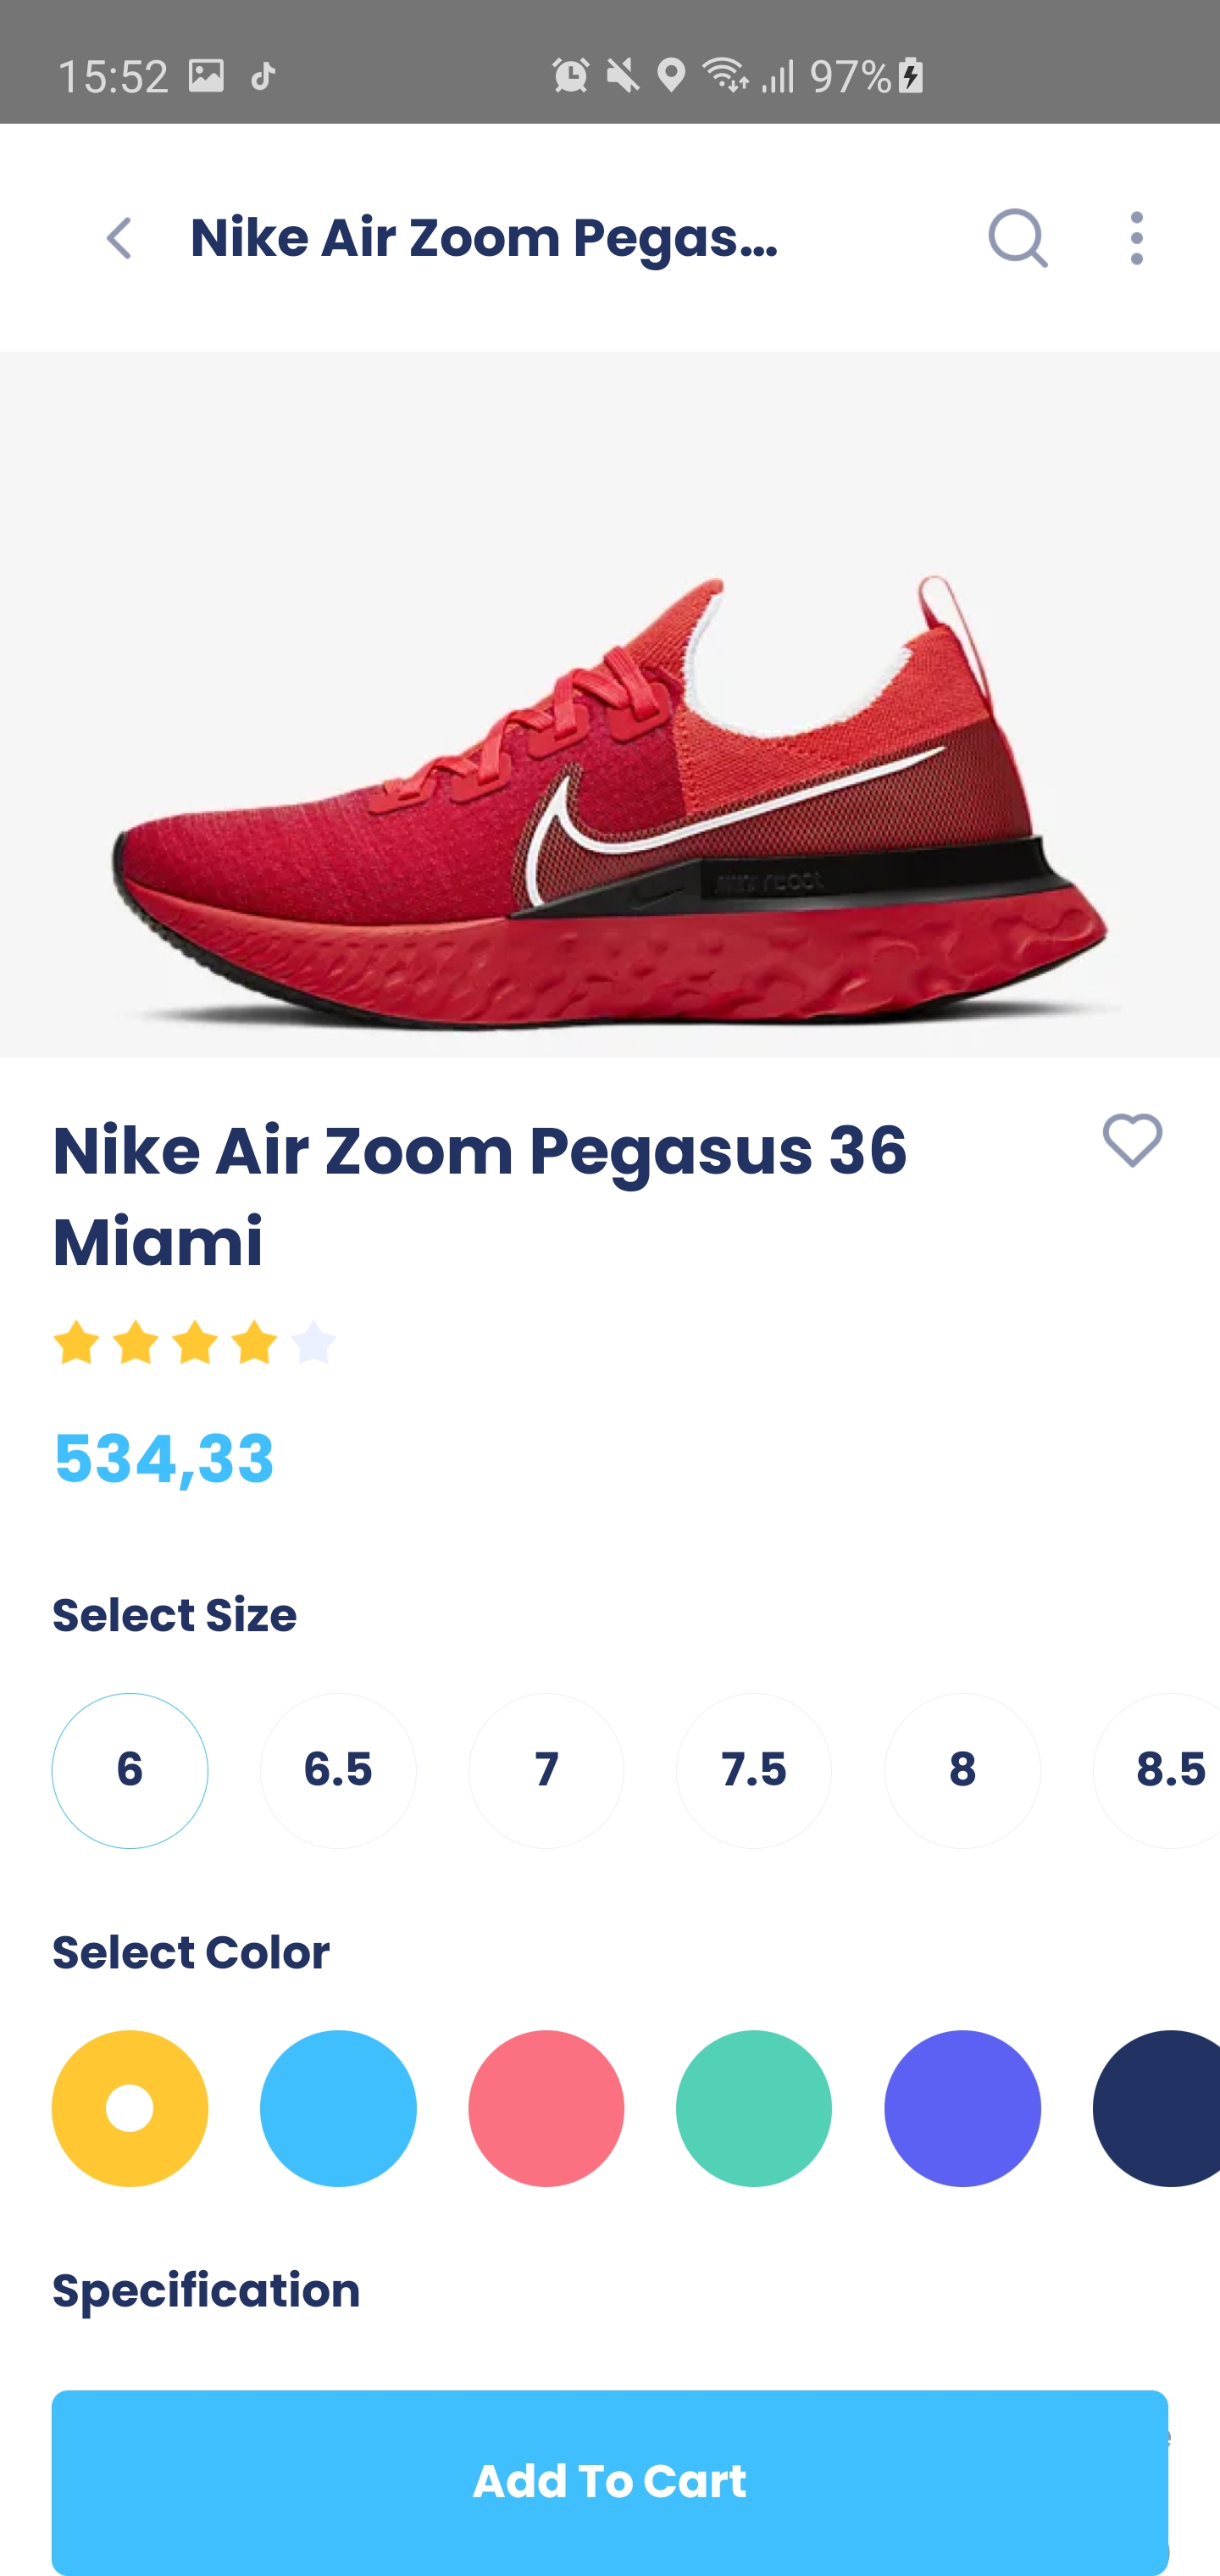 15:52 97%
Nike Air Zoom Pegas...
Nike Air Zoom Pegasus 36
Miami
534,33
Select Size
6 6.5 7 7.5 8 8.5
Select Color
Specification
Add To Cart